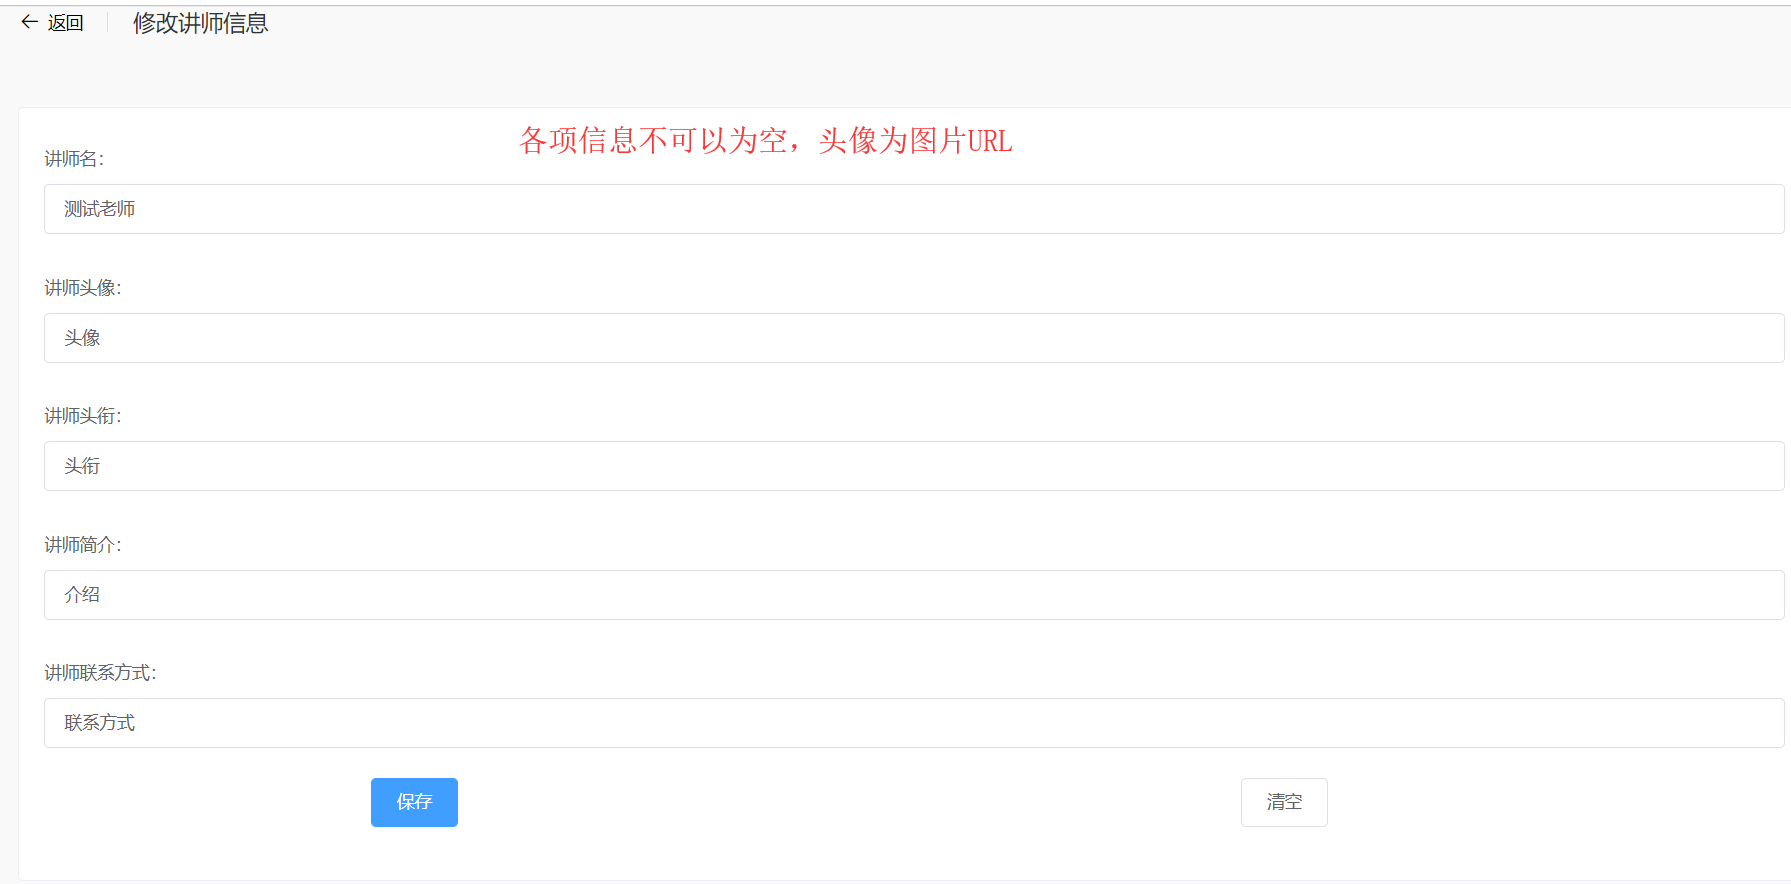 返回 修改讲师信息
各项信息不可以为空，头像为图片URL
讲师名：
测试老师
讲师头像：
头像
讲师头衔：
头衔
讲师简介：
介绍
讲师联系方式：
联系方式
保存 清空